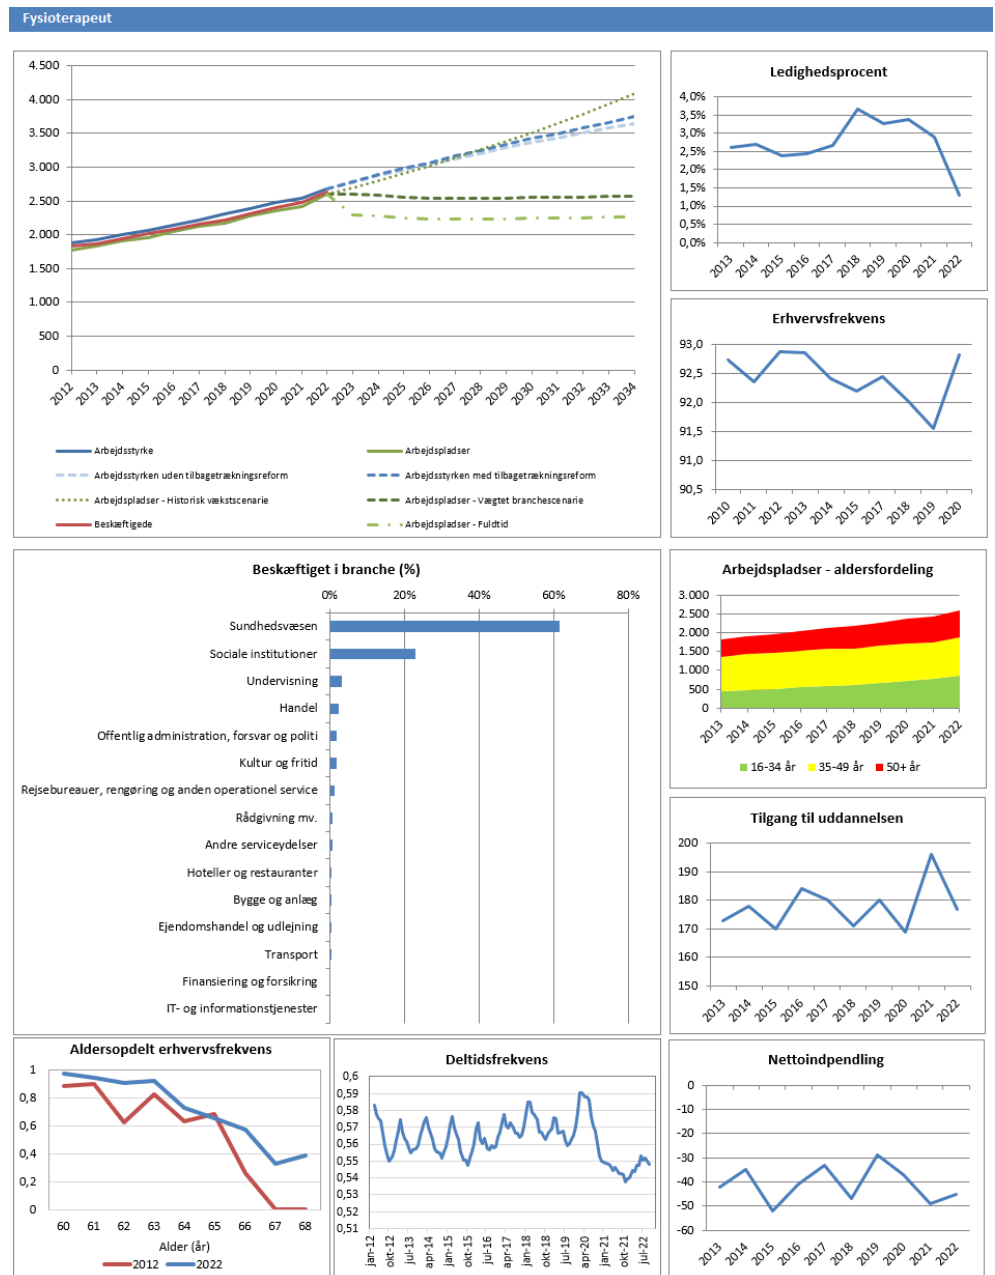 Fysioterapeut
4.500
4.000
3.500
3.000
2.500
2.000
1.500
1.000
500
0
2012 2013 2014 2015 2016 2017 2018 2019 2020 2021 2022 2023 2024 2025 2026 2027 2028 2029 2030 2031 2032 2033 2034
Arbejdsstyrke Arbejdspladser
Arbejdsstyrken uden tilbagetrækningsreform Arbejdsstyrken med tilbagetrækningsreform
Arbejdspladser - Historisk vækstscenarie Arbejdspladser - Vægtet branchescenarie
Beskæftigede Arbejdspladser - Fuldtid
Ledighedsprocent
4,0%
3,5%
3,0%
2,5%
2,0%
1,5%
1,0%
0,5%
0,0%
2013 2014 2015 2016 2017 2018 2019 2020 2021 2022
Erhvervsfrekvens
93,0
92,5
92,0
91,5
91,0
90,5
2010 2011 2012 2013 2014 2015 2017 2018 2019 2020
Beskæftiget i branche (%)
0% 20% 40% 60% 80%
Sundhedsvæsen
Sociale institutioner
Undervisning
Handel
Offentlig administration, forsvar og politi
Kultur og fritid
Rejsebureauer, rengøring og anden operationel service
Rådgivning mv.
Andre serviceydelser
Hoteller og restauranter
Bygge og anlæg
Ejendomshandel og udlejning
Transport
Finansiering og forsikring
IT- og informationstjenester
Arbejdspladser - aldersfordeling
3.000
2.500
2.000
1.500
1.000
500
0
2013 2014 2015 2016 2017 2018 2019 2020 2021 2022
16-34 år 35-49 år 50+ år
Tilgang til uddannelsen
200
190
180
170
160
150
2013 2014 2015 2016 2017 2018 2019 2020 2021 2022
Aldersopdelt erhvervsfrekvens
1
0,8
0,6
0,4
0,2
0
60 61 62 63 64 65 66 67 68
Alder (år)
2012 2022
Deltidsfrekvens
0,6
0,59
0,58
0,57
0,56
0,55
0,54
0,53
0,52
0,51
jan-12 okt-12 jul-13 apr-14 jan-15 okt-15 jul-16 apr-17 jan-18 okt-18 jul-19 apr-20 jan-21 okt-21 jul-22
Nettoindpendling
0
-10
-20
-30
-40
-50
-60
2013 2014 2015 2016 2017 2018 2019 2020 2021 2022